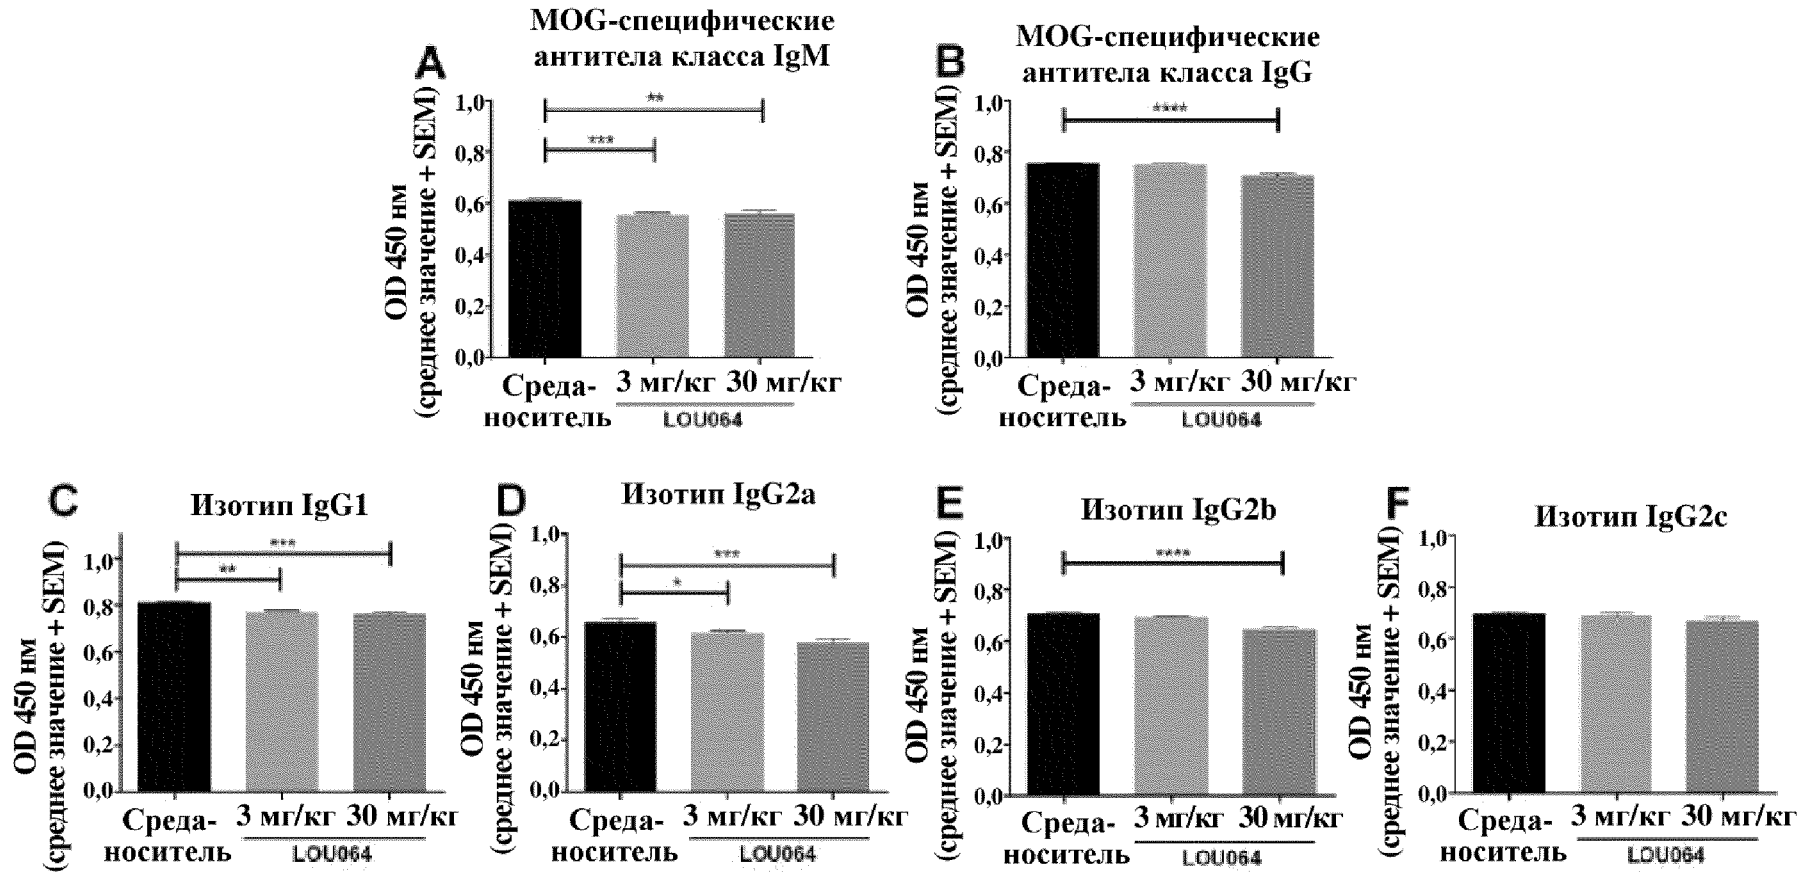 A
MOG-специфические
антитела класса IgM
OD 450 нм
(среднее значение + SEM)
1,0
0,8
0,6
0,4
0,2
0,0
**
***
Среда-
носитель
3 мг/кг
30 мг/кг
LOU064
B
MOG-специфические
антитела класса IgG
OD 450 нм
(среднее значение + SEM)
1,0
0,8
0,6
0,4
0,2
0,0
****
Среда-
носитель
3 мг/кг
30 мг/кг
LOU064
C
Изотип IgG1
OD 450 нм
(среднее значение + SEM)
1,0
0,8
0,6
0,4
0,2
0,0
***
**
Среда-
носитель
3 мг/кг
30 мг/кг
LOU064
D
Изотип IgG2a
OD 450 нм
(среднее значение + SEM)
1,0
0,8
0,6
0,4
0,2
0,0
***
*
Среда-
носитель
3 мг/кг
30 мг/кг
LOU064
E
Изотип IgG2b
OD 450 нм
(среднее значение + SEM)
1,0
0,8
0,6
0,4
0,2
0,0
****
Среда-
носитель
3 мг/кг
30 мг/кг
LOU064
F
Изотип IgG2c
OD 450 нм
(среднее значение + SEM)
1,0
0,8
0,6
0,4
0,2
0,0
Среда-
носитель
3 мг/кг
30 мг/кг
LOU064